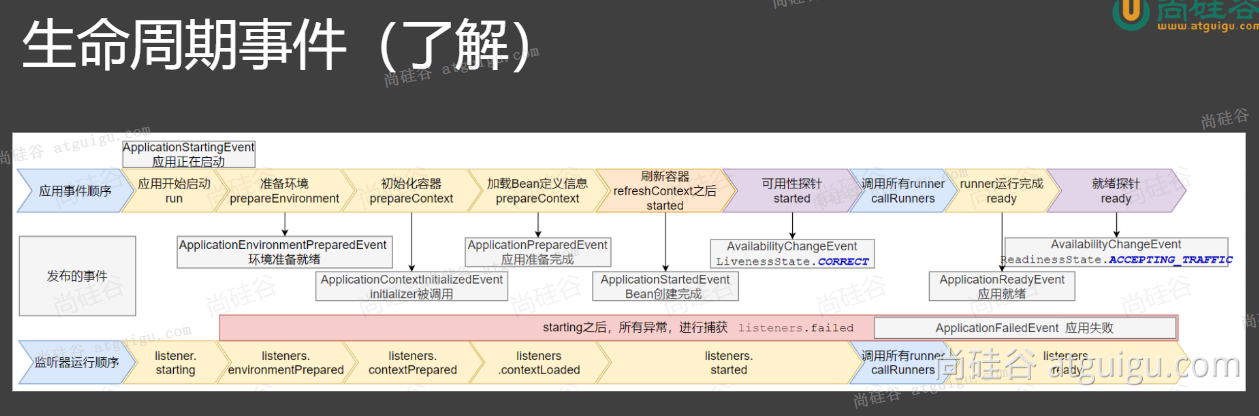 生命周期事件（了解）
尚硅谷
www.atguigu.com
ApplicationStartingEvent
应用正在启动
应用事件顺序
应用开始启动
run
准备环境
prepareEnvironment
初始化容器
prepareContext
加载Bean定义信息
prepareContext
刷新容器
refreshContext之后
started
可用性探针
started
调用所有runner
callRunners
runner运行完成
ready
就绪探针
ready
发布的事件
ApplicationEnvironmentPreparedEvent
环境准备就绪
ApplicationContextInitializedEvent
initializer被调用
ApplicationPreparedEvent
应用准备完成
ApplicationStartedEvent
Bean创建完成
AvailabilityChangeEvent
LivenessState.CORRECT
ApplicationReadyEvent
应用就绪
AvailabilityChangeEvent
ReadinessState.ACCEPTING_TRAFFIC
starting之后，所有异常，进行捕获 listeners.failed
ApplicationFailedEvent 应用失败
监听器运行顺序
listener.
starting
listeners.
environmentPrepared
listeners.
contextPrepared
listeners
.contextLoaded
listeners.
started
调用所有runner
callRunners
listeners.
ready
尚硅谷 atguigu.com